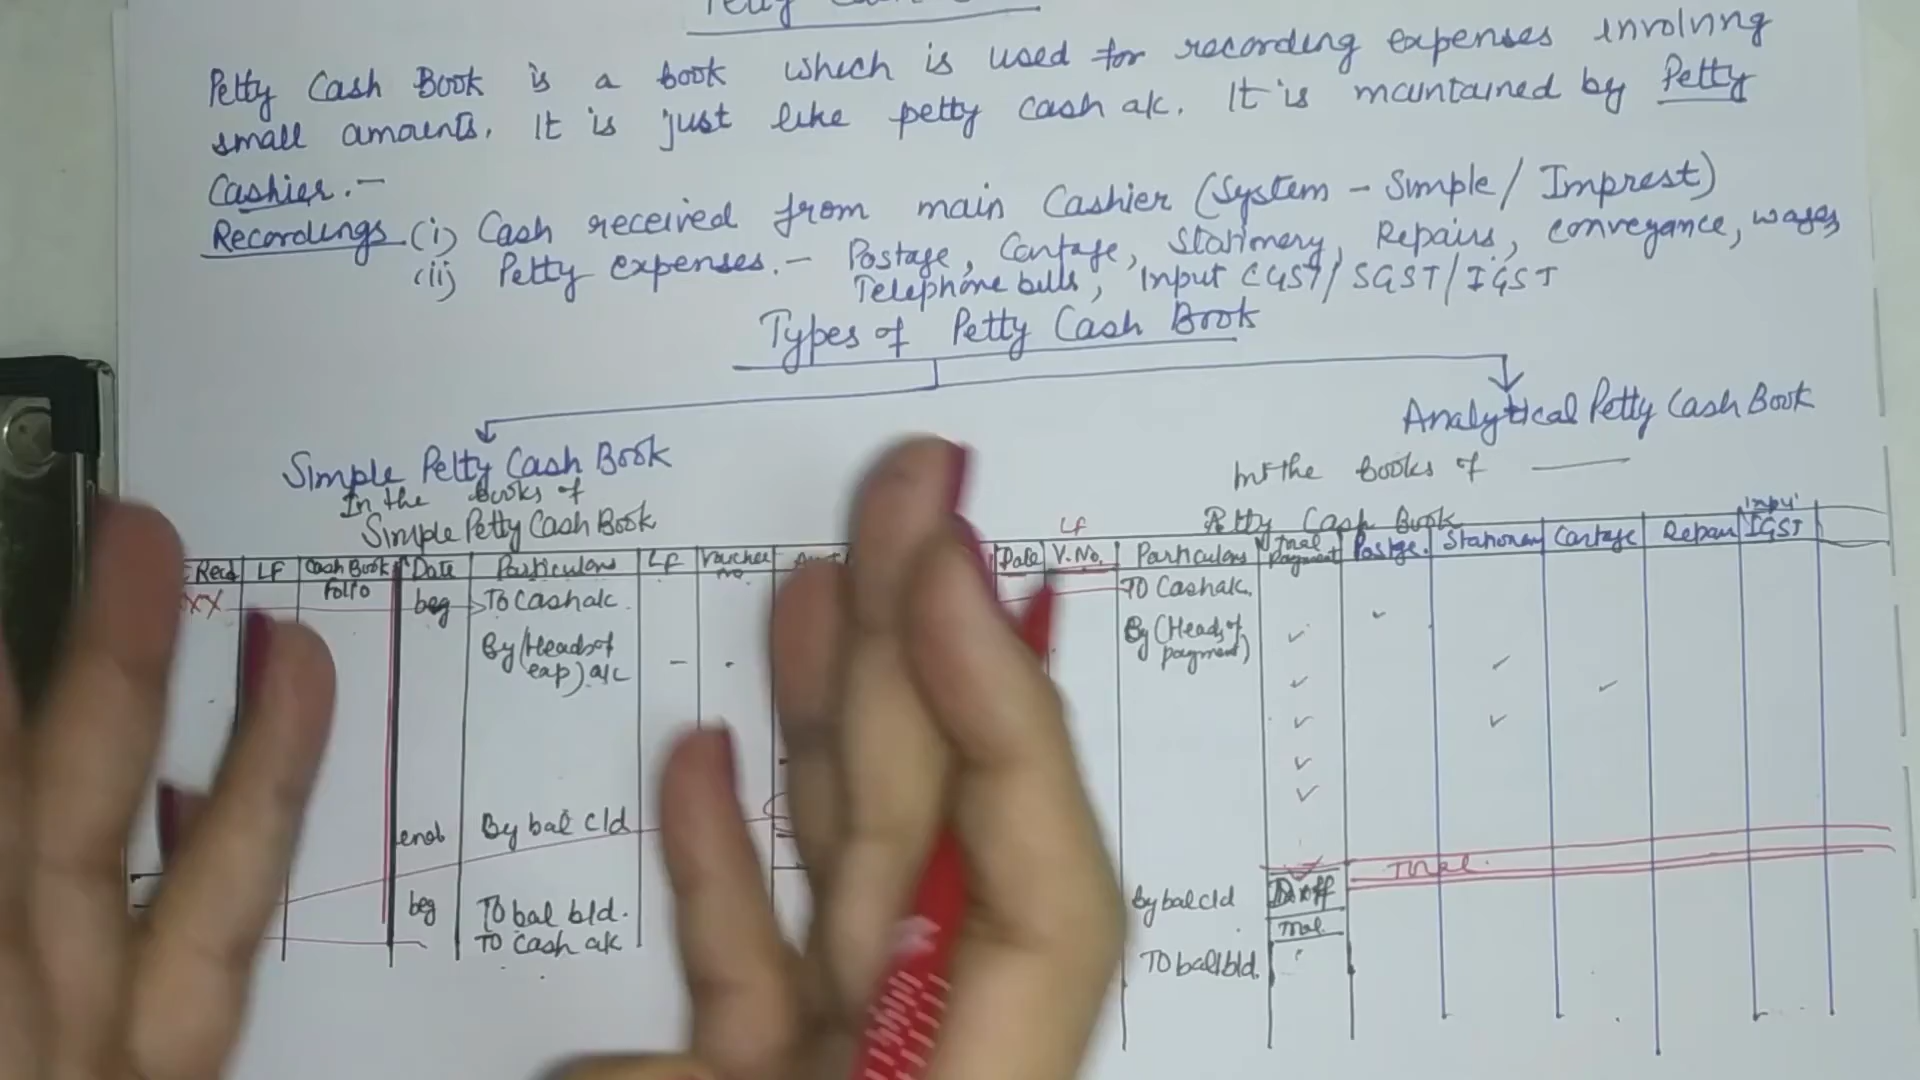 Petty Cash Book is a book which is used for recording expenses involving
small amounts. It is just like petty cash a/c. It is maintained by Petty
Cashier.-
Recordings (i) Cash received from main Cashier (System - Simple/ Imprest)
(ii) Petty expenses.- Postage, Cartage, Stationery, Repairs, conveyance, wages
Telephone bills, Input CGST/SGST/IGST
Types of Petty Cash Book
Simple Petty Cash Book
In the books of
Simple Petty Cash Book
Recd LF Cash Book Folio Date Particulars LF Voucher No. Amt
XX beg To Cash a/c
By (Heads of
exp) a/c - -
end By bal c/d
beg To bal b/d.
To cash a/c
Analytical Petty Cash Book
In the books of
Petty Cash Book
Date LF V.No. Particulars Total Payment Postge. Stationery Cartage Repair Input IGST
To Cash a/c.
By (Heads of
payment)
Total.
By bal c/d Diff
Total
To bal b/d.